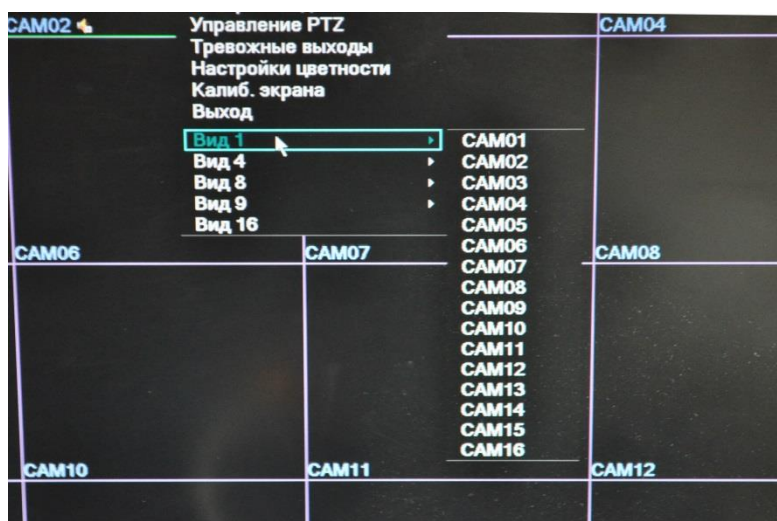 CAM02
CAM04
Управление PTZ
Тревожные выходы
Настройки цветности
Калиб. экрана
Выход
Вид 1
Вид 4
Вид 8
Вид 9
Вид 16
CAM01
CAM02
CAM03
CAM04
CAM05
CAM06
CAM07
CAM08
CAM09
CAM10
CAM11
CAM12
CAM13
CAM14
CAM15
CAM16
CAM06
CAM07
CAM08
CAM10
CAM11
CAM12